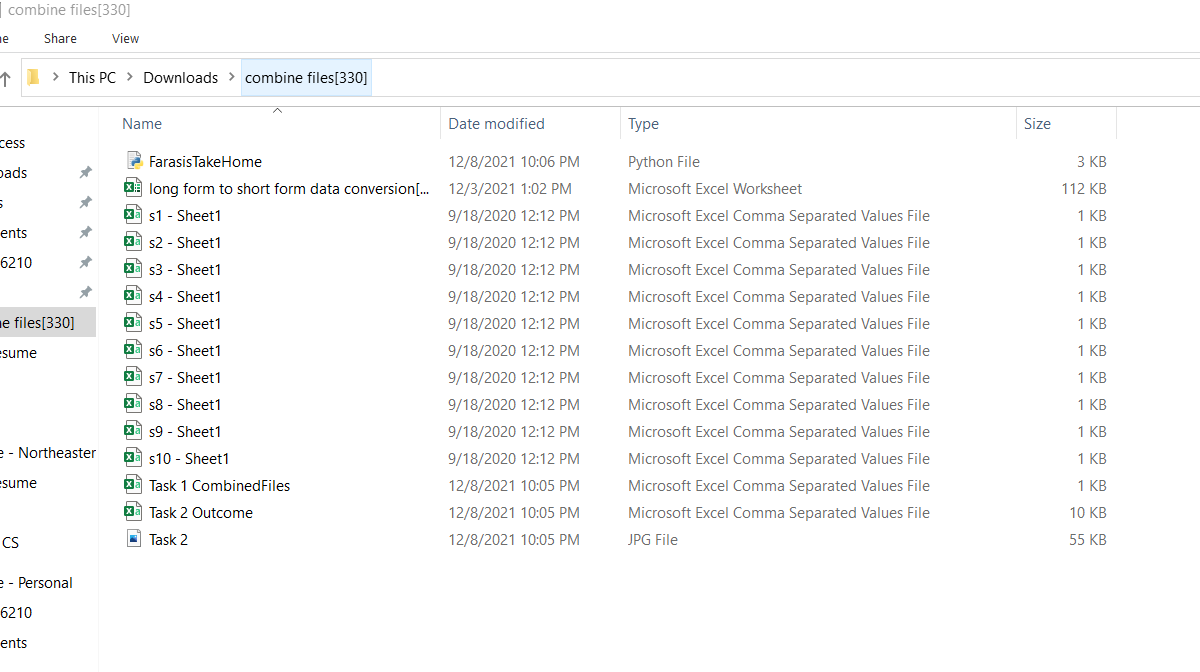 combine files[330]
ne Share View
This PC > Downloads > combine files[330]
Name Date modified Type Size
cess
oads
s
ents
6210
ne files[330]
esume
e - Northeaster
esume
CS
e - Personal
6210
ents
FarasisTakeHome 12/8/2021 10:06 PM Python File 3 KB
long form to short form data conversion[... 12/3/2021 1:02 PM Microsoft Excel Worksheet 112 KB
s1 - Sheet1 9/18/2020 12:12 PM Microsoft Excel Comma Separated Values File 1 KB
s2 - Sheet1 9/18/2020 12:12 PM Microsoft Excel Comma Separated Values File 1 KB
s3 - Sheet1 9/18/2020 12:12 PM Microsoft Excel Comma Separated Values File 1 KB
s4 - Sheet1 9/18/2020 12:12 PM Microsoft Excel Comma Separated Values File 1 KB
s5 - Sheet1 9/18/2020 12:12 PM Microsoft Excel Comma Separated Values File 1 KB
s6 - Sheet1 9/18/2020 12:12 PM Microsoft Excel Comma Separated Values File 1 KB
s7 - Sheet1 9/18/2020 12:12 PM Microsoft Excel Comma Separated Values File 1 KB
s8 - Sheet1 9/18/2020 12:12 PM Microsoft Excel Comma Separated Values File 1 KB
s9 - Sheet1 9/18/2020 12:12 PM Microsoft Excel Comma Separated Values File 1 KB
s10 - Sheet1 9/18/2020 12:12 PM Microsoft Excel Comma Separated Values File 1 KB
Task 1 CombinedFiles 12/8/2021 10:05 PM Microsoft Excel Comma Separated Values File 1 KB
Task 2 Outcome 12/8/2021 10:05 PM Microsoft Excel Comma Separated Values File 10 KB
Task 2 12/8/2021 10:05 PM JPG File 55 KB